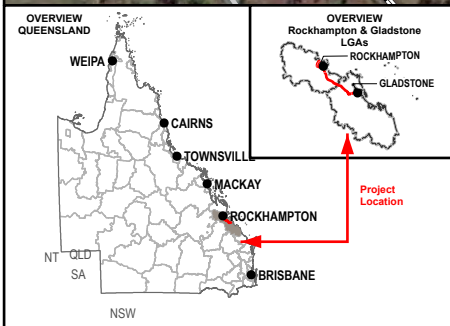 OVERVIEW
QUEENSLAND
WEIPA
CAIRNS
TOWNSVILLE
MACKAY
ROCKHAMPTON
BRISBANE
NT
QLD
SA
NSW
OVERVIEW
Rockhampton & Gladstone
LGAs
ROCKHAMPTON
GLADSTONE
Project
Location